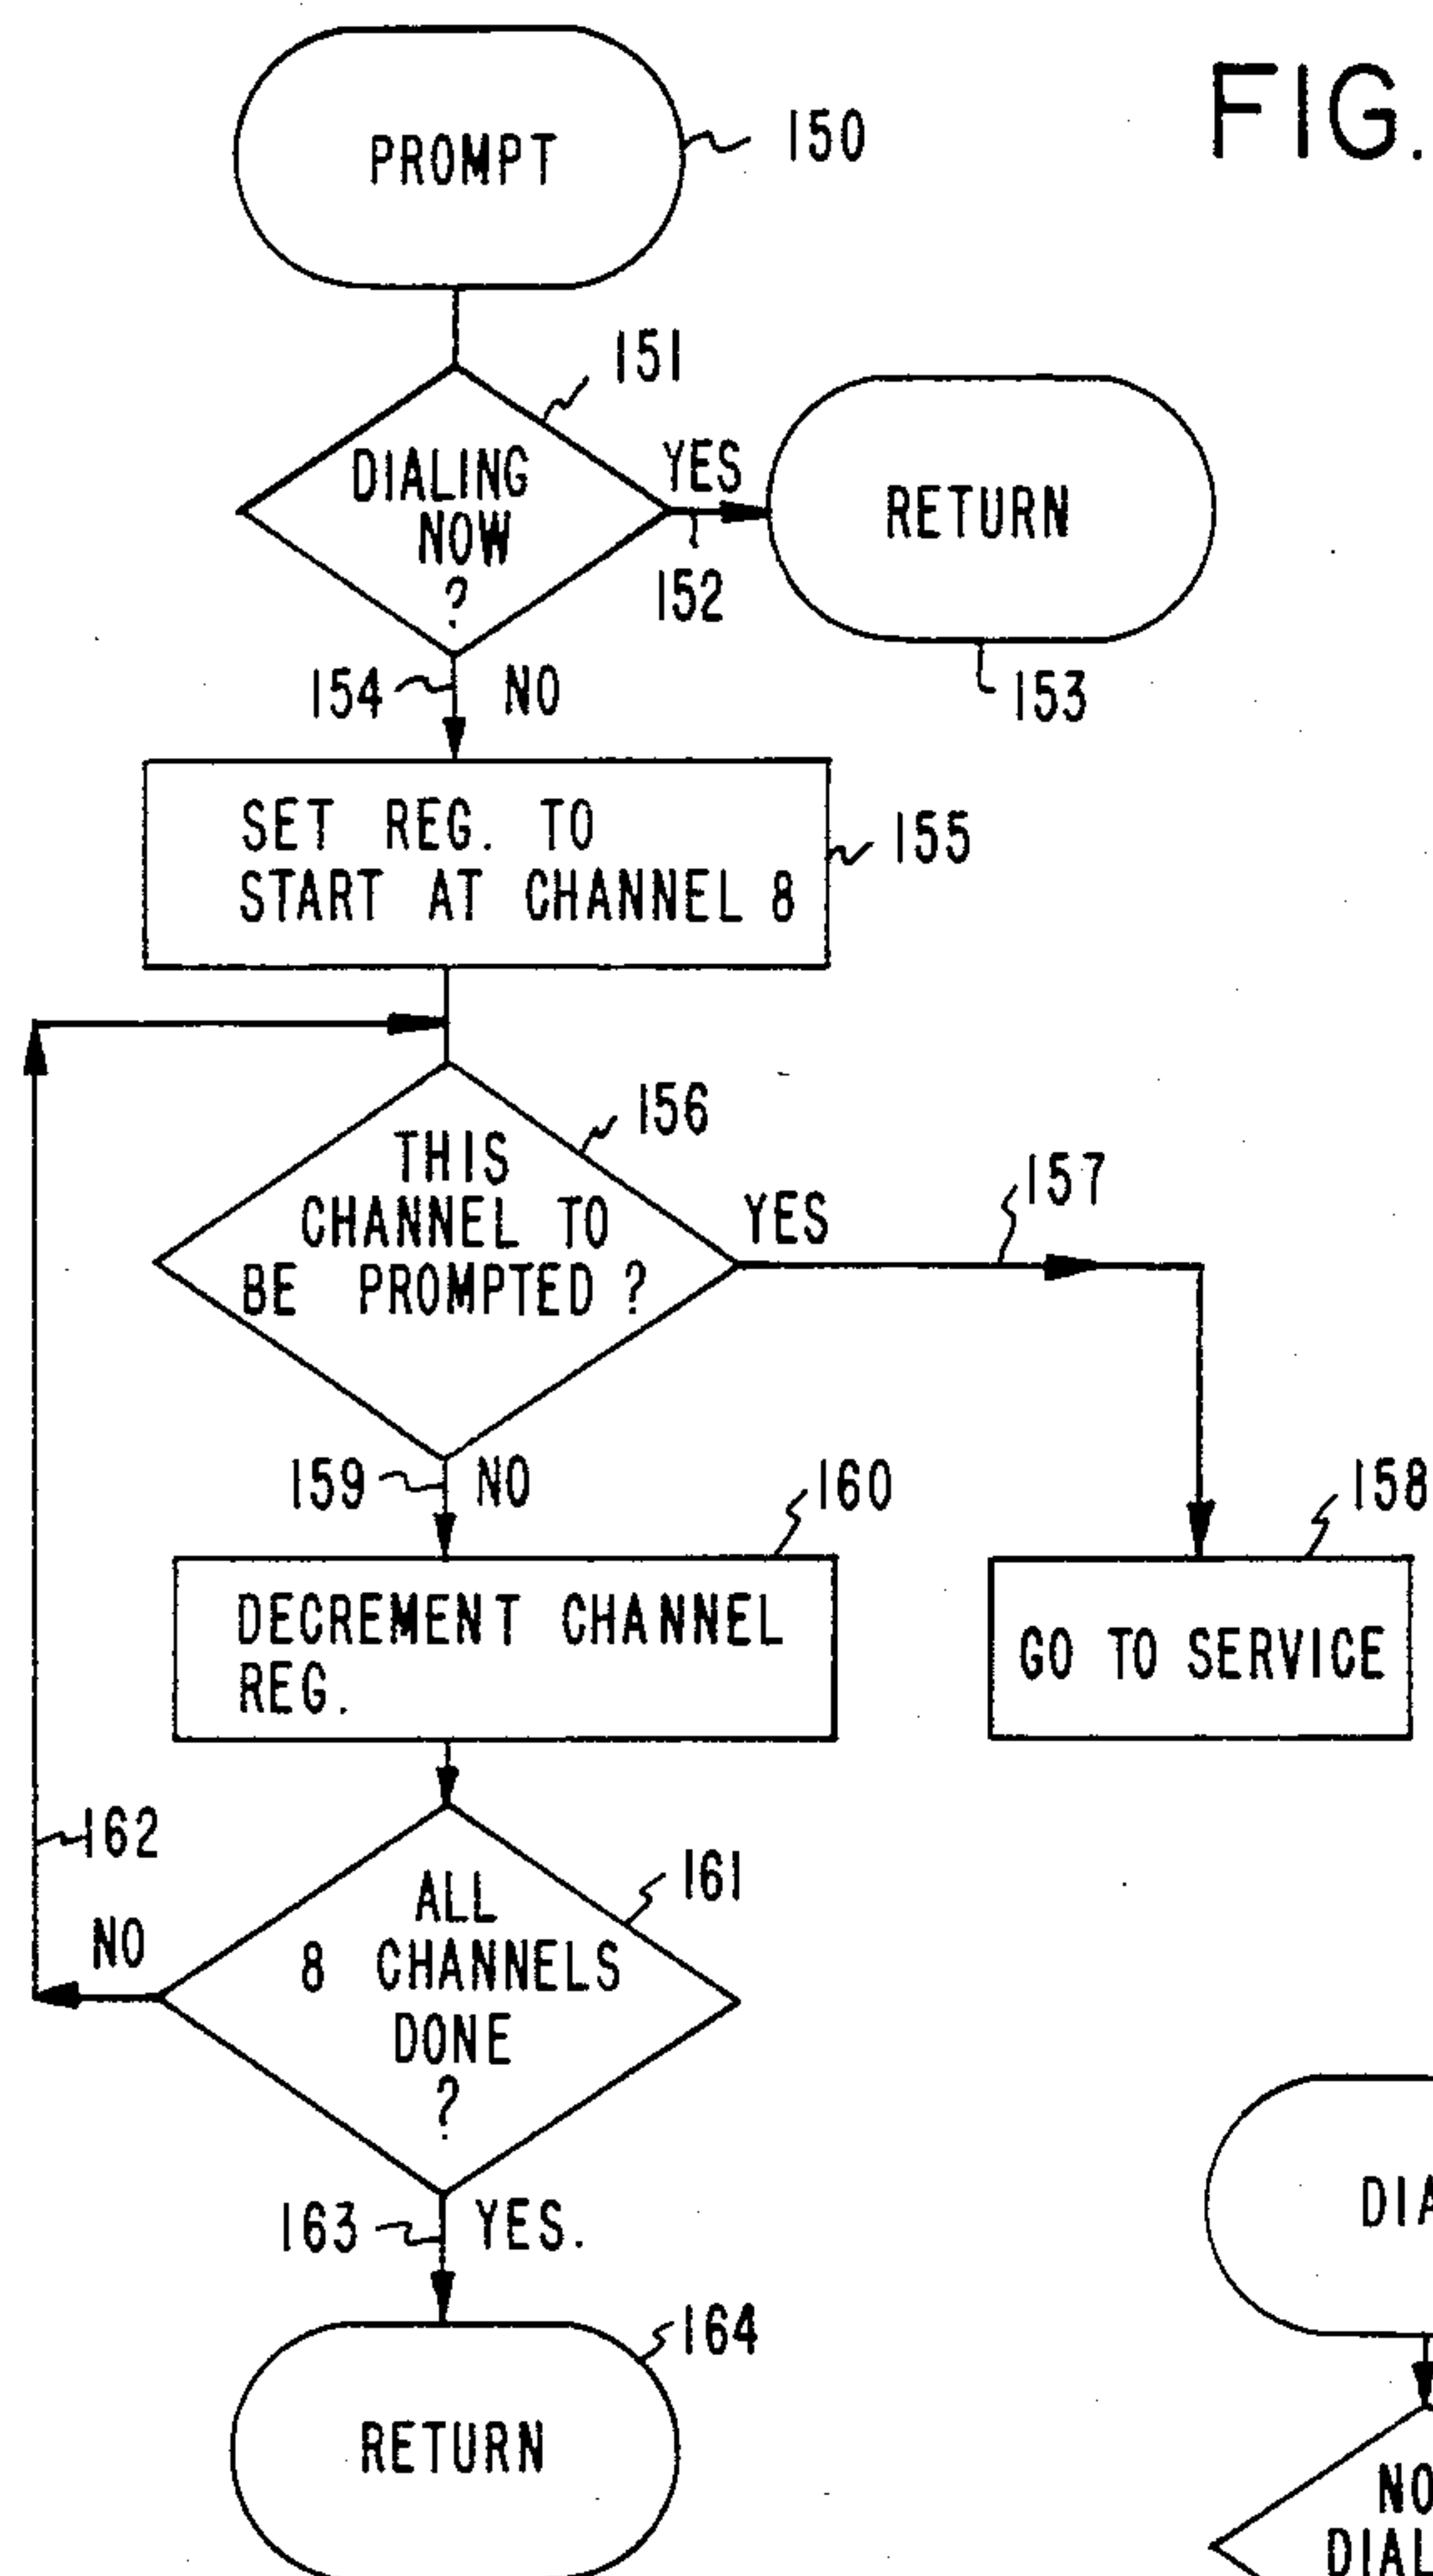 FIG.
PROMPT
150
151
DIALING
NOW
?
YES
152
RETURN
153
154
NO
SET REG. TO
START AT CHANNEL 8
155
156
THIS
CHANNEL TO
BE PROMPTED ?
YES
157
159
NO
160
158
DECREMENT CHANNEL
REG.
GO TO SERVICE
162
161
ALL
8 CHANNELS
DONE
?
NO
163
YES.
164
RETURN